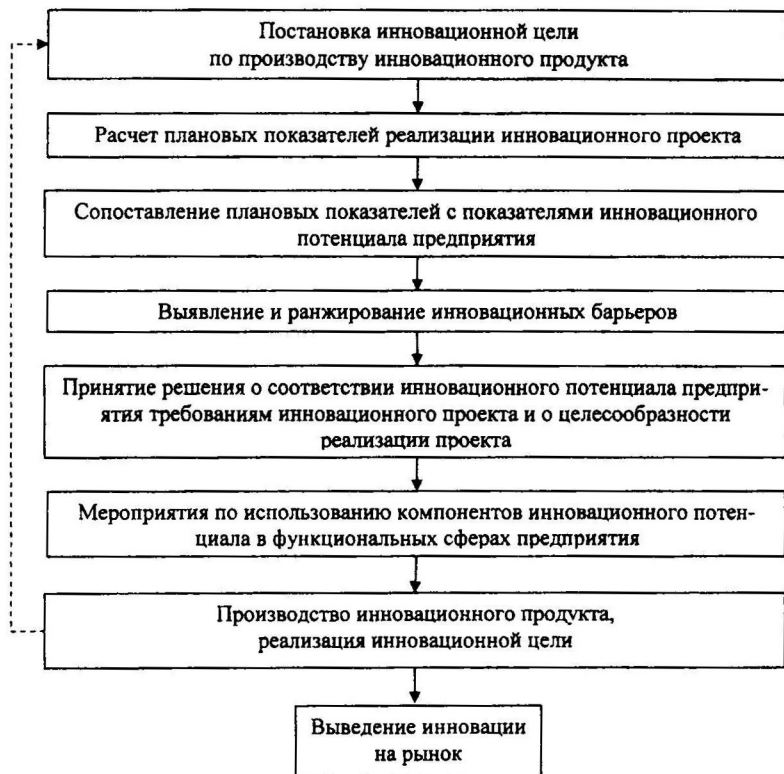 Постановка инновационной цели
по производству инновационного продукта
Расчет плановых показателей реализации инновационного проекта
Сопоставление плановых показателей с показателями инновационного
потенциала предприятия
Выявление и ранжирование инновационных барьеров
Принятие решения о соответствии инновационного потенциала предпри-
ятия требованиям инновационного проекта и о целесообразности
реализации проекта
Мероприятия по использованию компонентов инновационного потен-
циала в функциональных сферах предприятия
Производство инновационного продукта,
реализация инновационной цели
Выведение инновации
на рынок